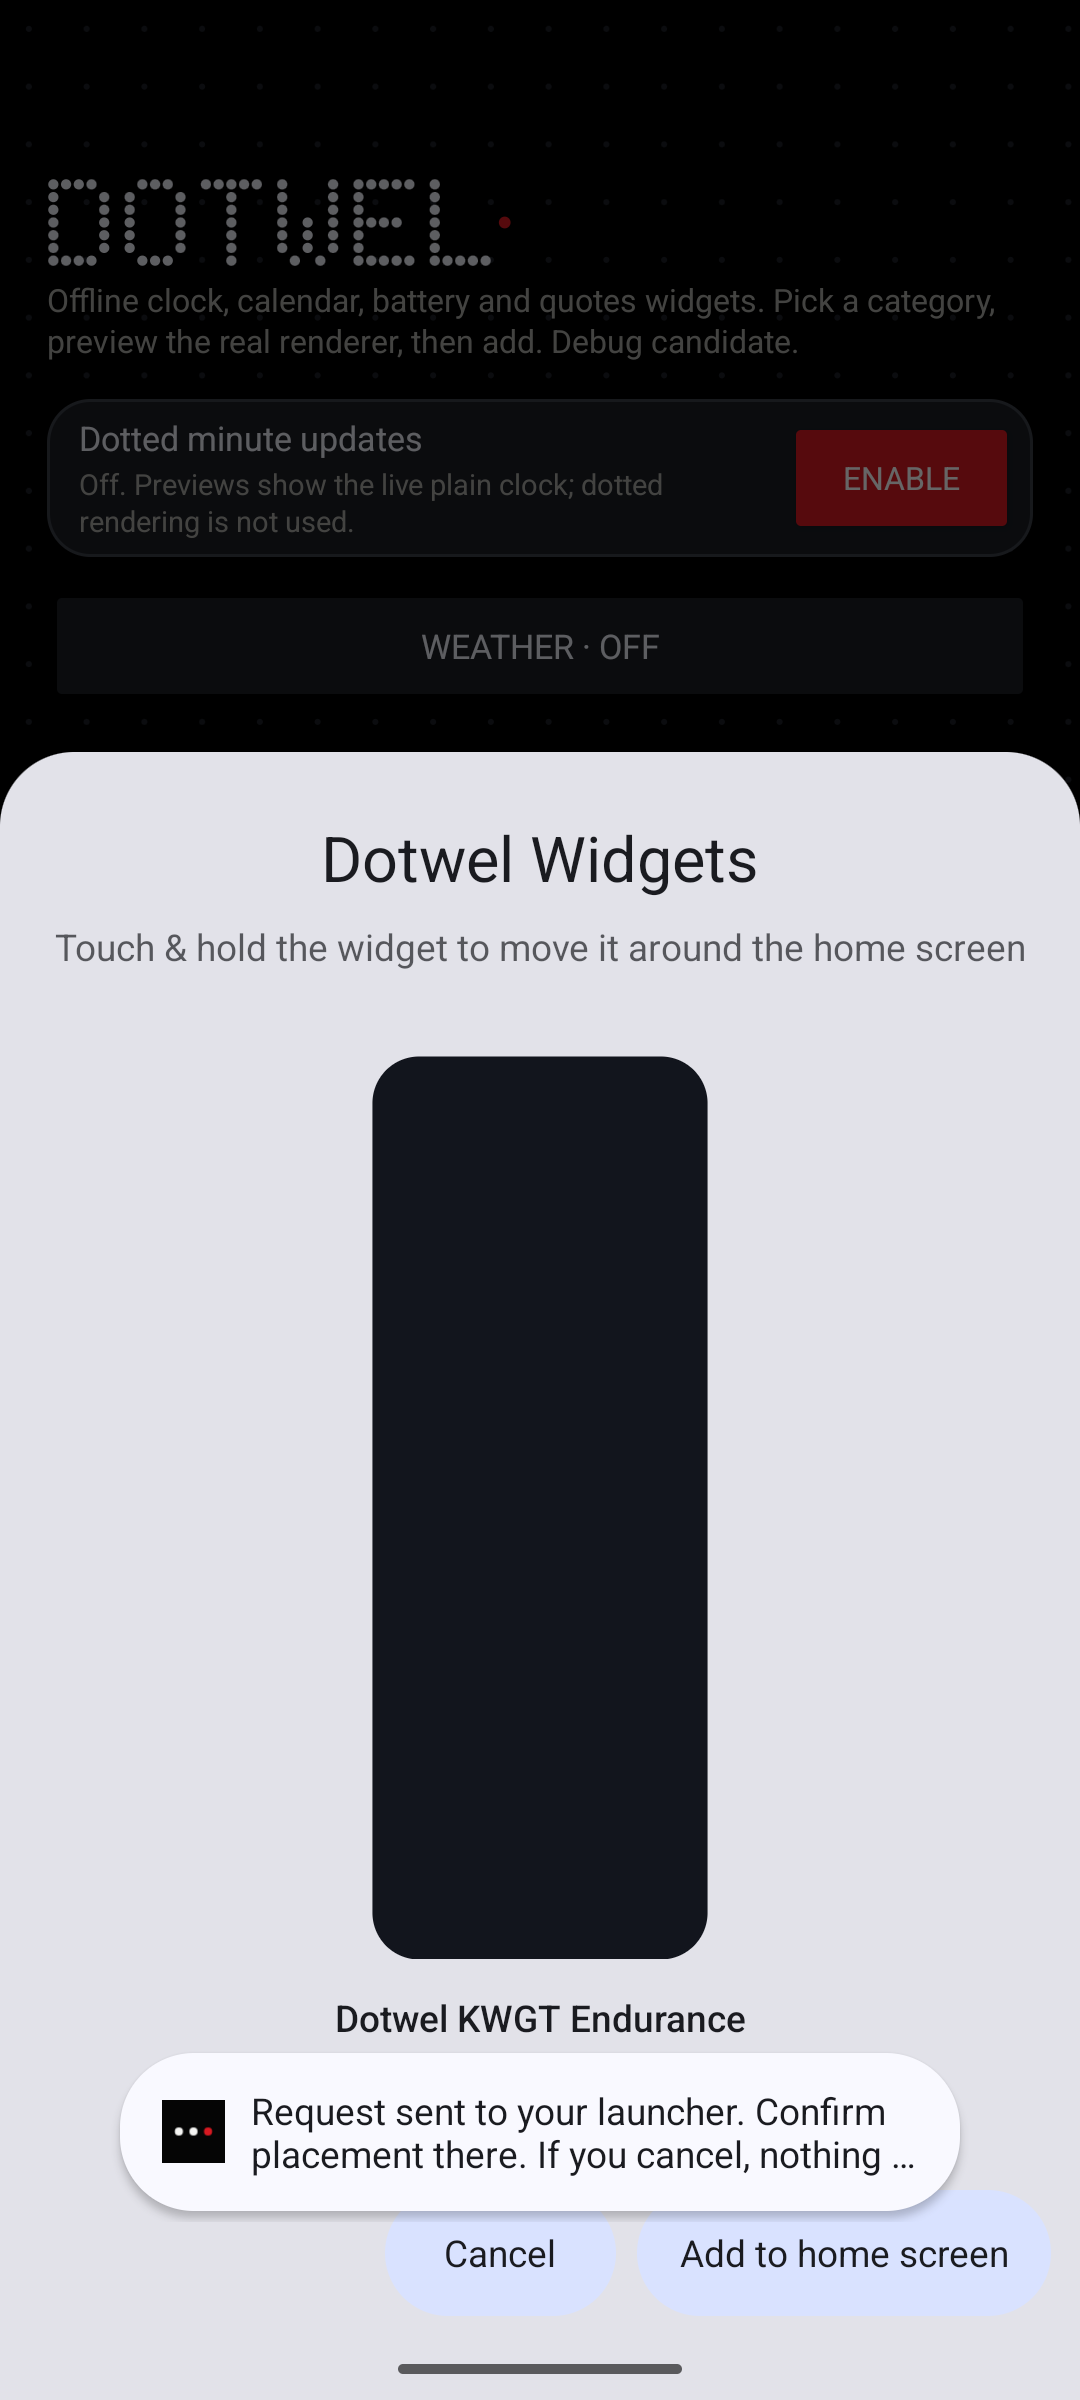 DOTWEL
Offline clock, calendar, battery and quotes widgets. Pick a category,
preview the real renderer, then add. Debug candidate.
Dotted minute updates
Off. Previews show the live plain clock; dotted
rendering is not used.
ENABLE
WEATHER · OFF
Dotwel Widgets
Touch & hold the widget to move it around the home screen
Dotwel KWGT Endurance
Request sent to your launcher. Confirm
placement there. If you cancel, nothing ...
Cancel
Add to home screen